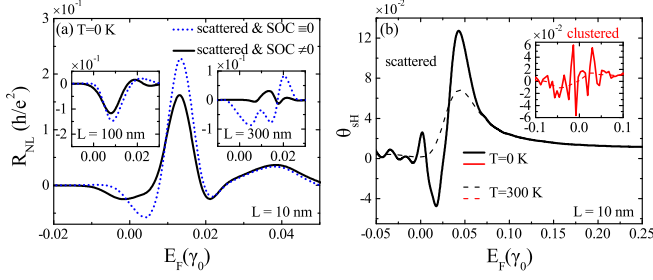 (a) T=0 K
scattered & SOC ≡0
scattered & SOC ≠0
×10⁻¹
3
2
1
0
R_NL (h/e²)
×10⁻¹
0
-1
-2
0.00 0.02
L = 100 nm
×10⁻¹
1
0
-1
0.00 0.02
L = 300 nm
L = 10 nm
-0.02 0.00 0.02 0.04
E_F(γ₀)
(b)
scattered
×10⁻²
12
8
4
0
-4
θ_sH
clustered
×10⁻²
6
4
2
0
-2
-4
-6
-0.1 0.0 0.1
T=0 K
T=300 K
L = 10 nm
-0.05 0.00 0.05 0.10 0.15 0.20 0.25
E_F(γ₀)